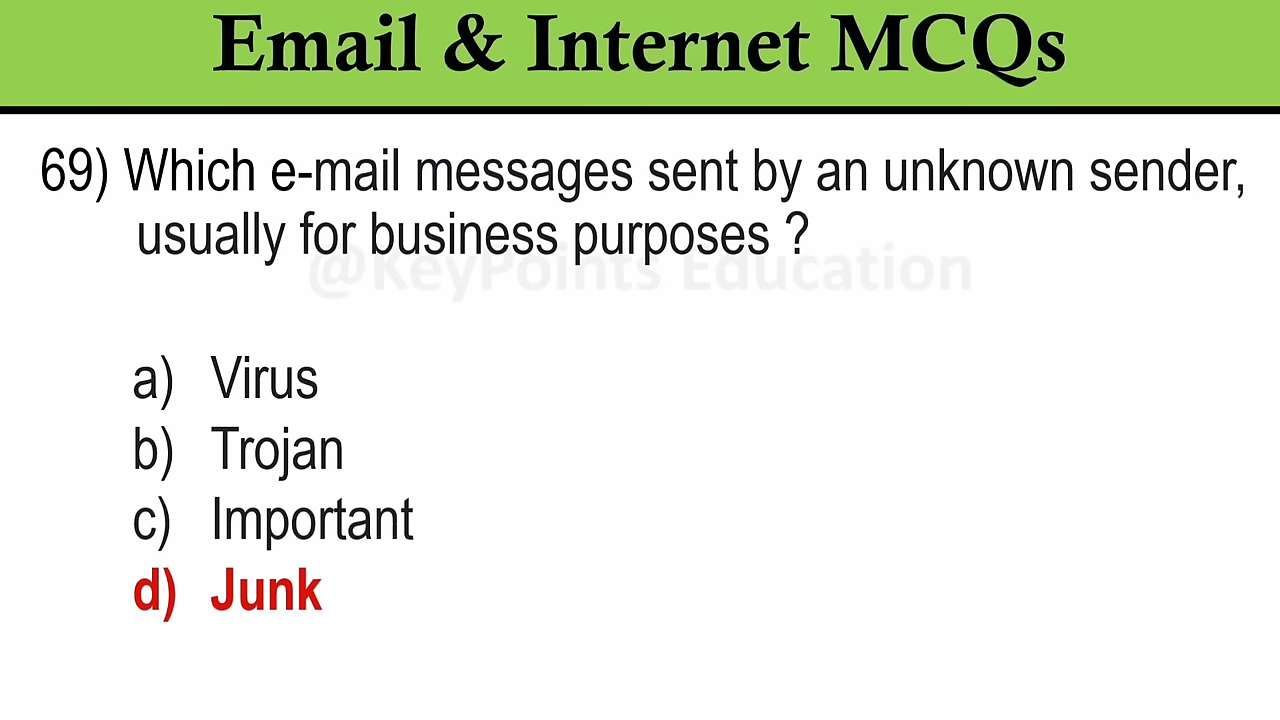 Email & Internet MCQs
69) Which e-mail messages sent by an unknown sender,
usually for business purposes ?
@KeyPoints Education
a) Virus
b) Trojan
c) Important
d) Junk